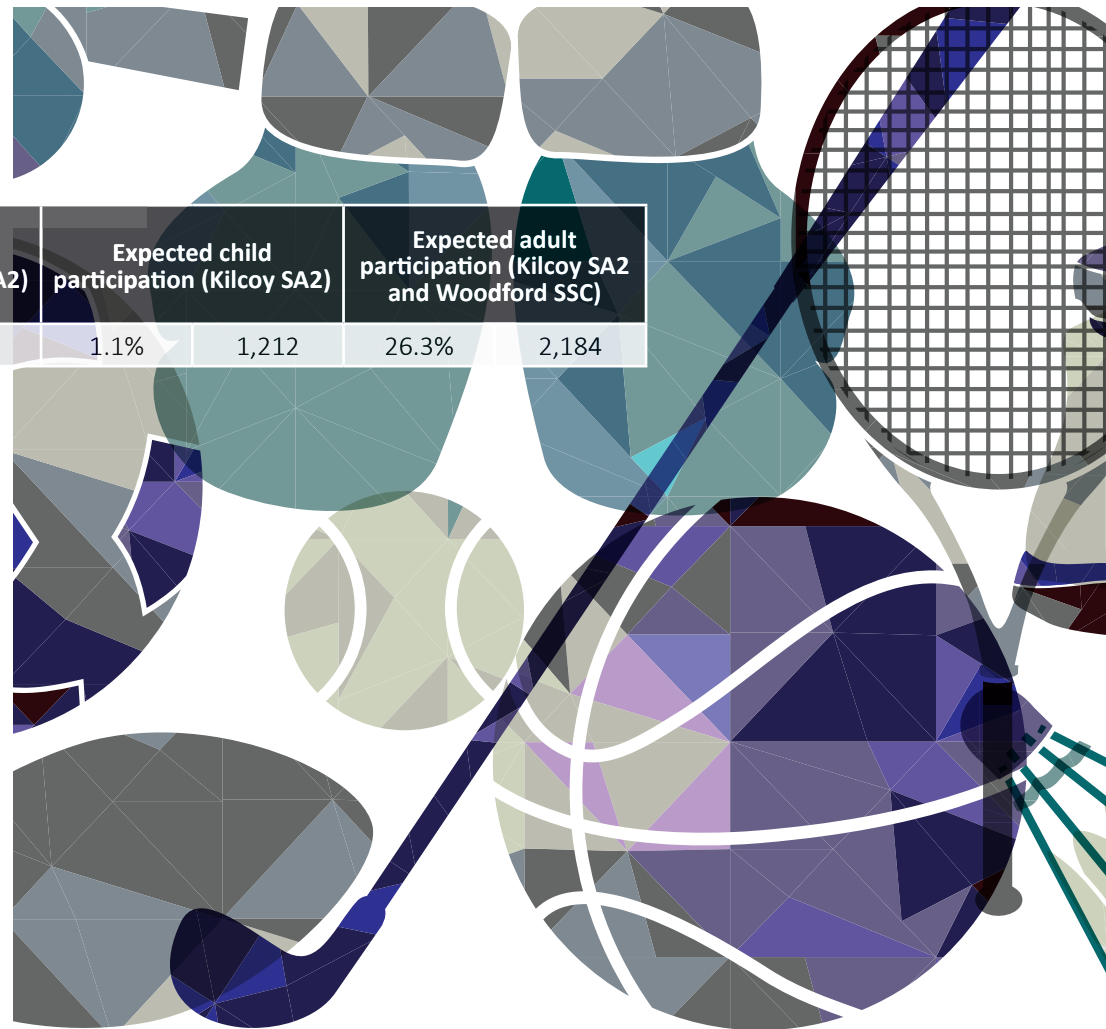 A2)
Expected child
participation (Kilcoy SA2)
Expected adult
participation (Kilcoy SA2
and Woodford SSC)
1.1% 1,212 26.3% 2,184